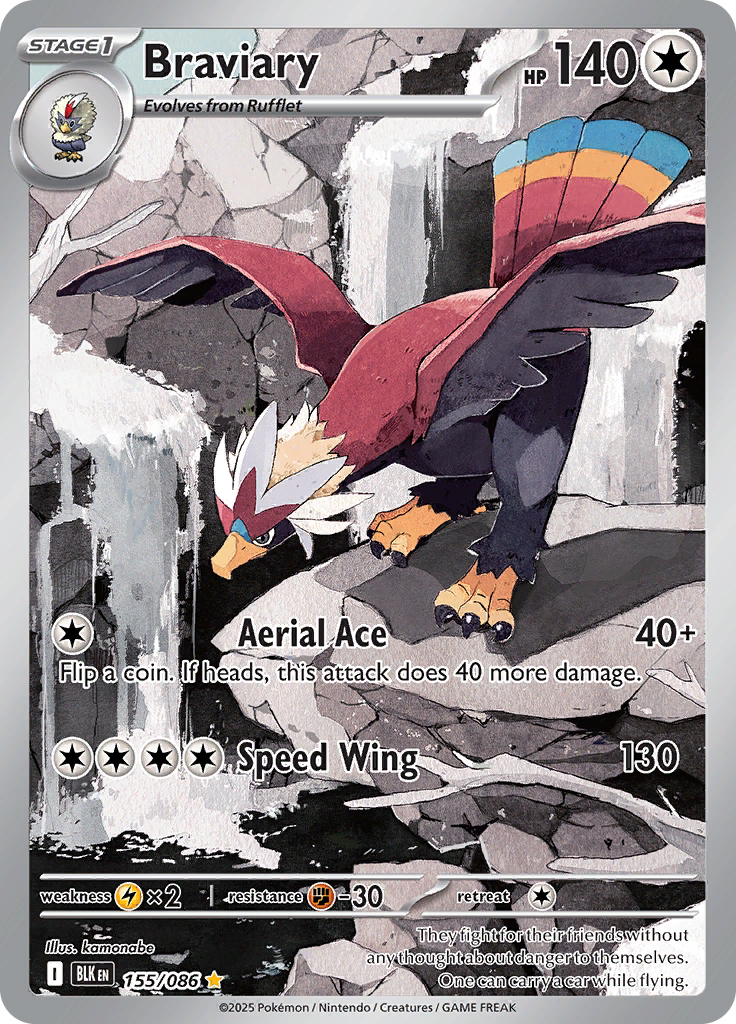 STAGE1
Braviary
HP 140
Evolves from Rufflet
Aerial Ace 40+
Flip a coin. If heads, this attack does 40 more damage.
Speed Wing 130
weakness ×2 resistance -30 retreat
Illus. kamonabe
They fight for their friends without
any thought about danger to themselves.
One can carry a car while flying.
I BLK EN 155/086
©2025 Pokémon / Nintendo / Creatures / GAME FREAK